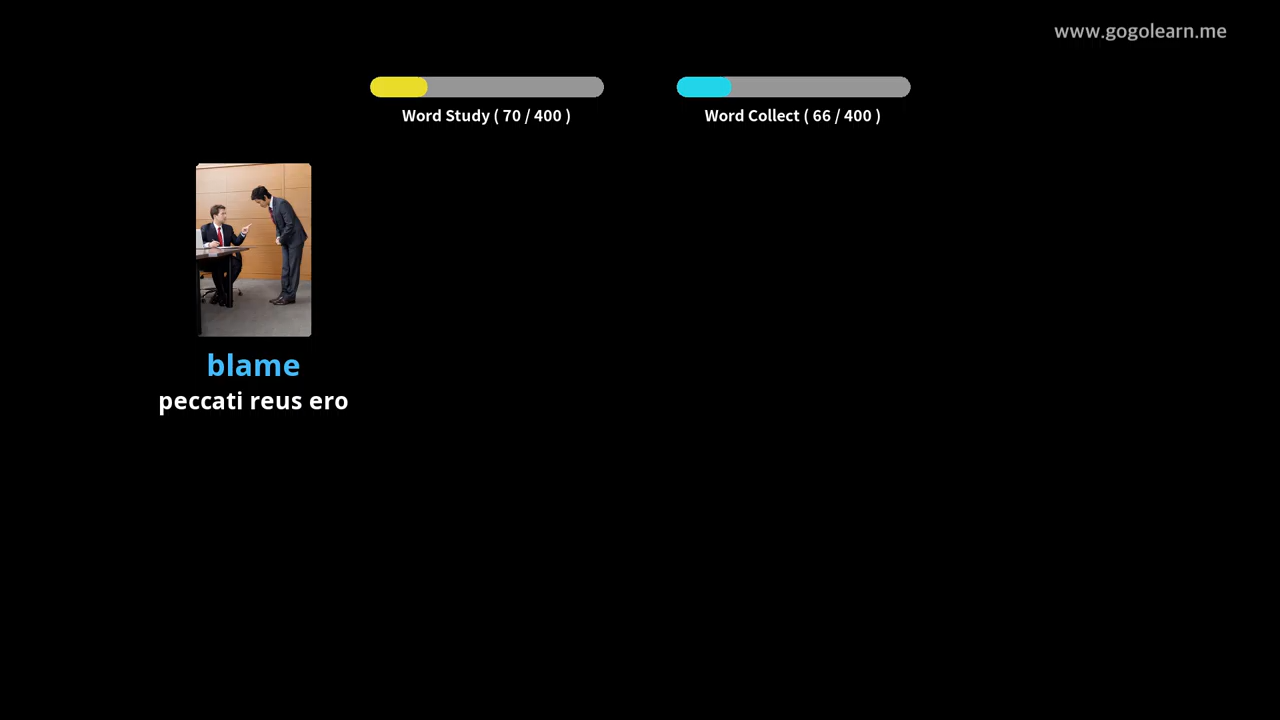 www.gogolearn.me
Word Study ( 70 / 400 )
Word Collect ( 66 / 400 )
blame
peccati reus ero